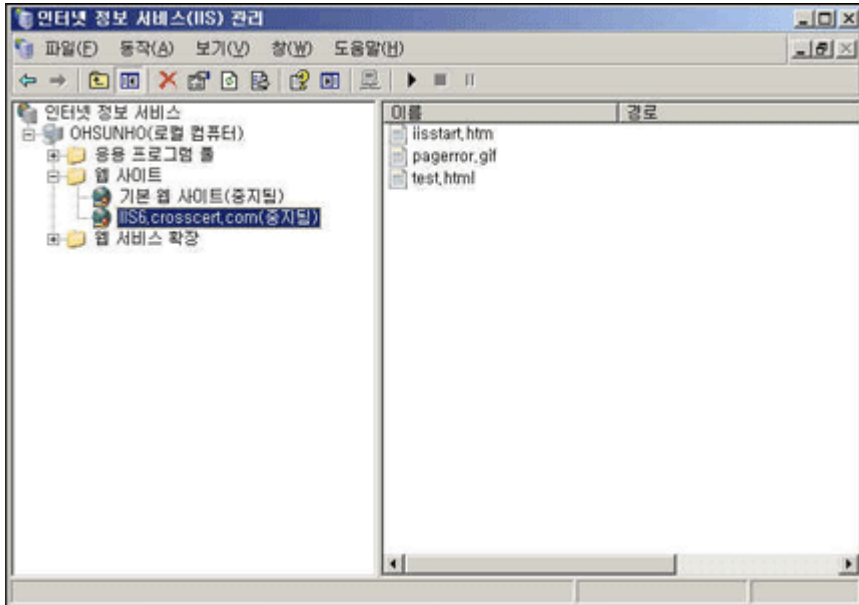 인터넷 정보 서비스(IIS) 관리
파일(F) 동작(A) 보기(V) 창(W) 도움말(H)
인터넷 정보 서비스
OHSUNHO(로컬 컴퓨터)
응용 프로그램 풀
웹 사이트
기본 웹 사이트(중지됨)
IIS6.crosscert.com(중지됨)
웹 서비스 확장
이름 경로
iisstart.htm
pagerror.gif
test.html